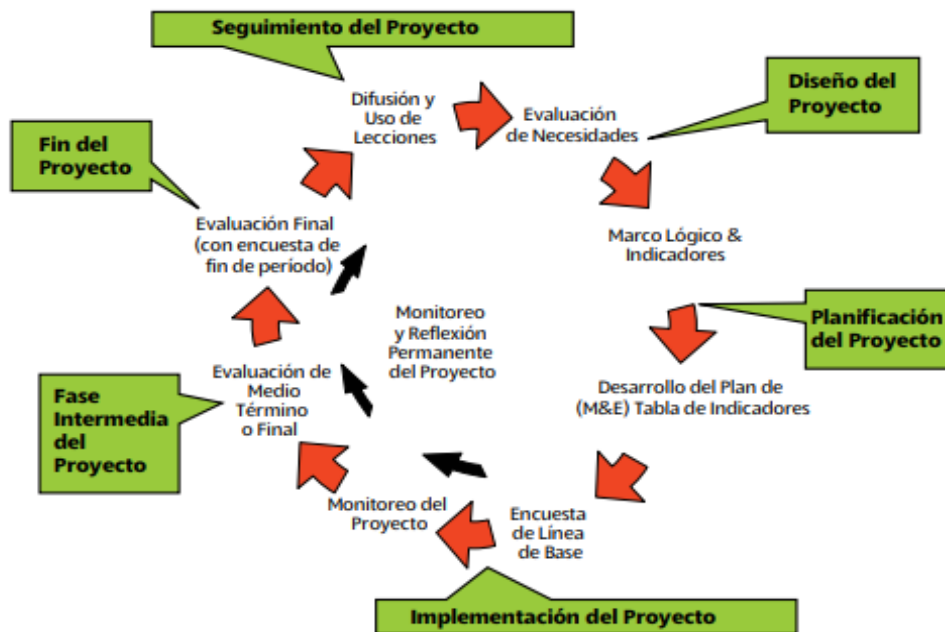 Seguimiento del Proyecto
Difusión y
Uso de
Lecciones
Evaluación
de Necesidades
Diseño del
Proyecto
Fin del
Proyecto
Evaluación Final
(con encuesta de
fin de período)
Marco Lógico &
Indicadores
Monitoreo
y Reflexión
Permanente
del Proyecto
Planificación
del Proyecto
Evaluación de
Medio
Término
o Final
Desarrollo del Plan de
(M&E) Tabla de Indicadores
Fase
Intermedia
del
Proyecto
Monitoreo del
Proyecto
Encuesta
de Línea
de Base
Implementación del Proyecto